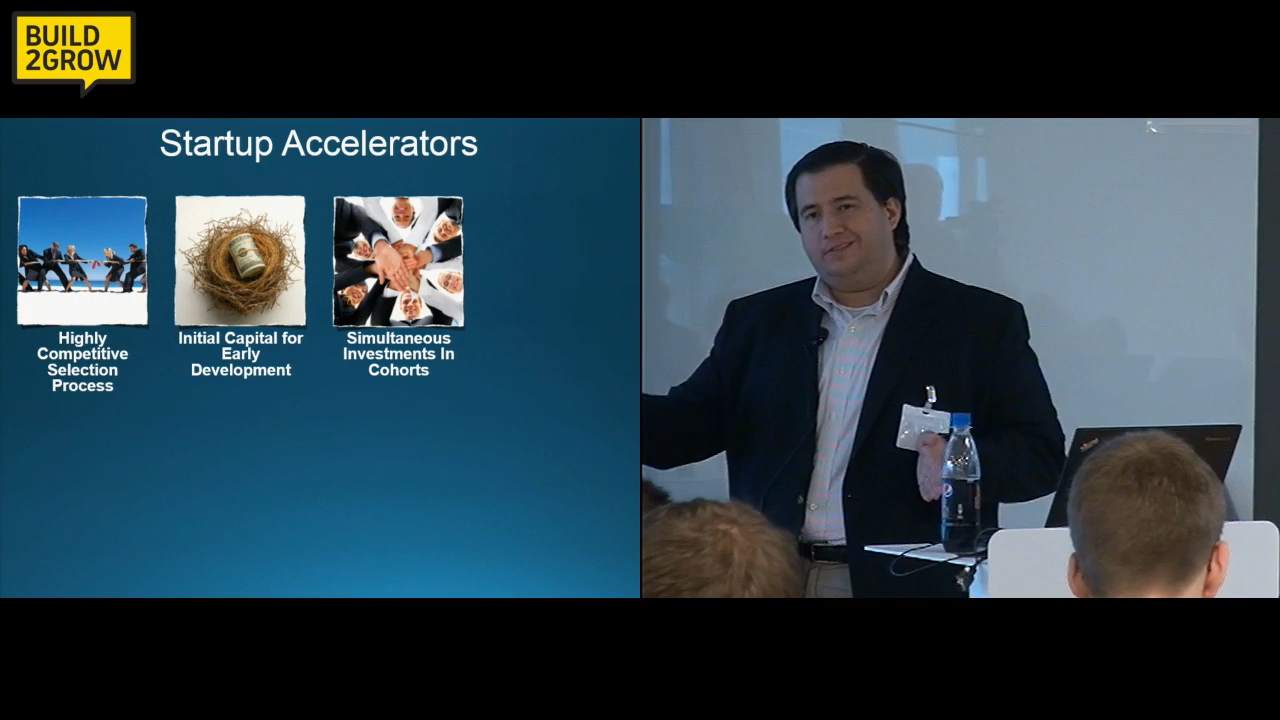 BUILD
2GROW
Startup Accelerators
Highly
Competitive
Selection
Process
Initial Capital for
Early
Development
Simultaneous
Investments In
Cohorts